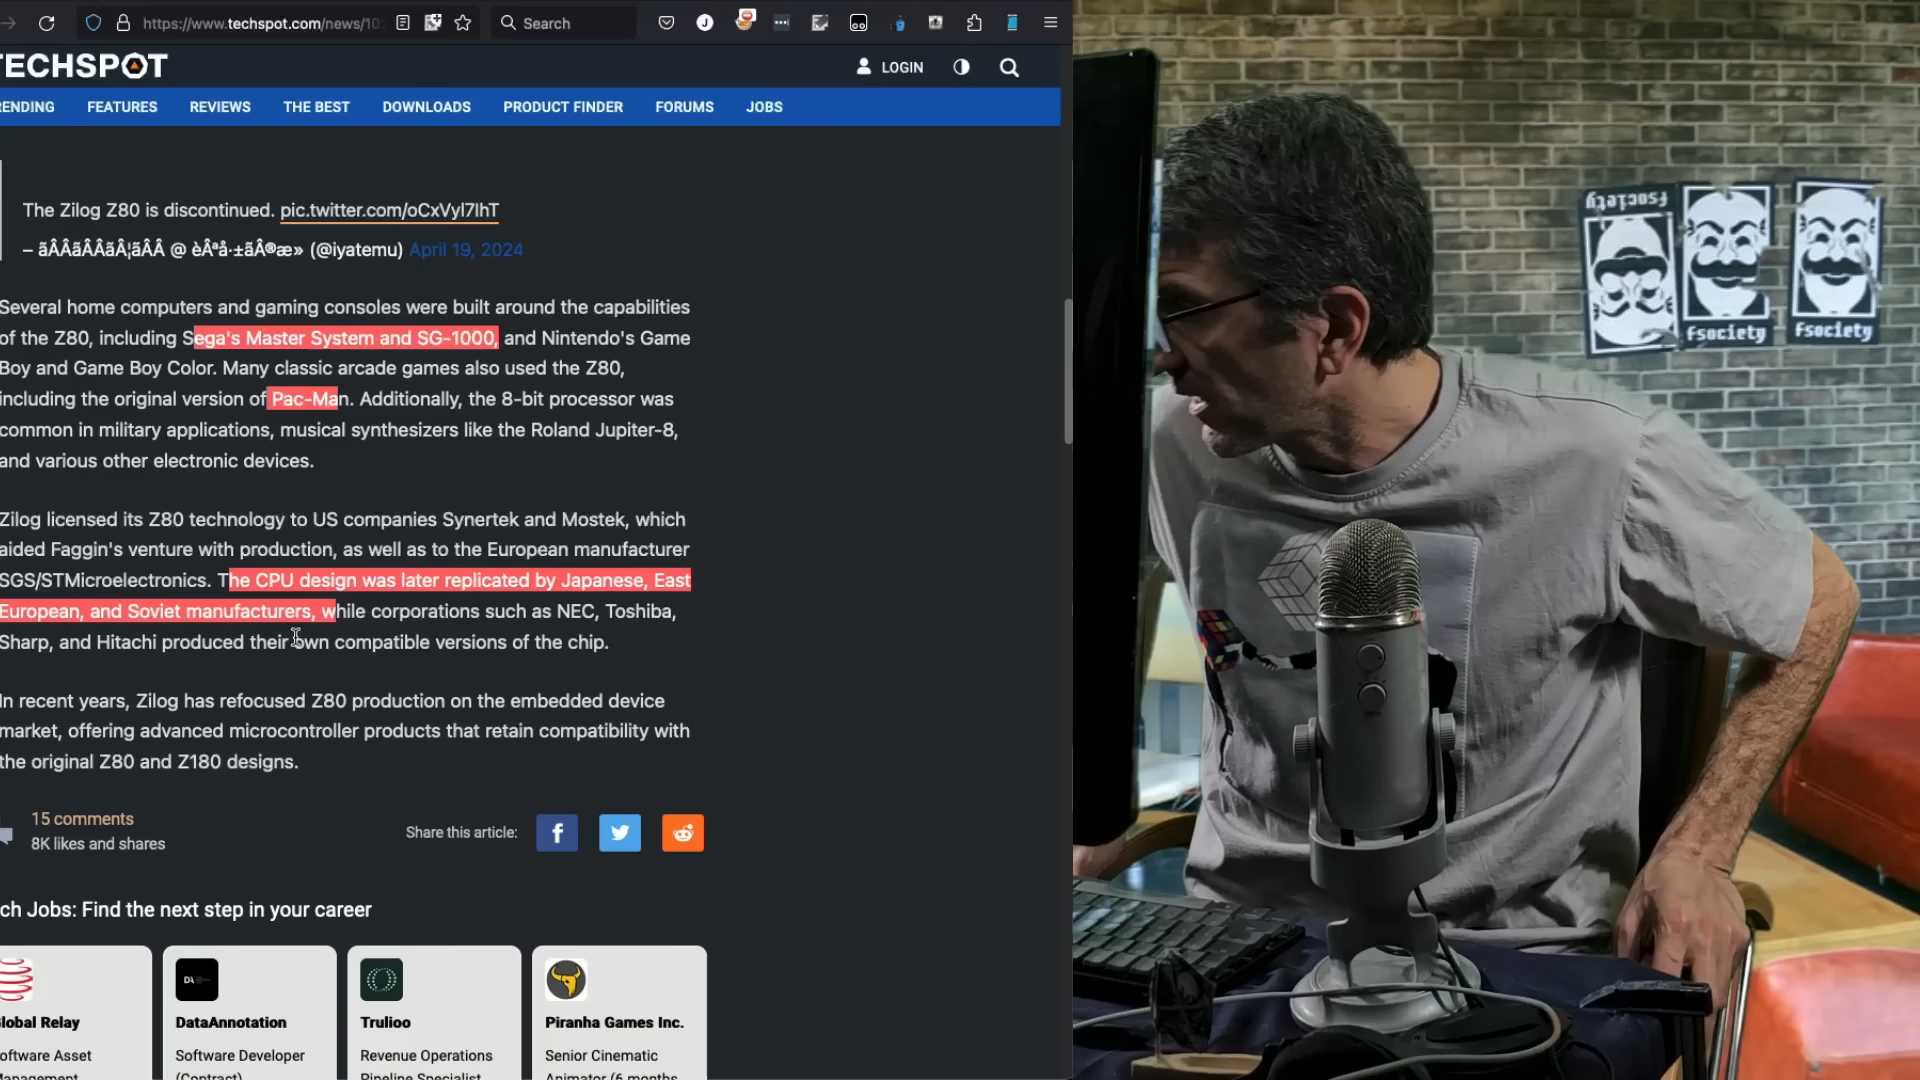 https://www.techspot.com/news/10
Search
TECHSPOT
LOGIN
RENDING FEATURES REVIEWS THE BEST DOWNLOADS PRODUCT FINDER FORUMS JOBS
The Zilog Z80 is discontinued. pic.twitter.com/oCxVyl7lhT
(@iyatemu) April 19, 2024
Several home computers and gaming consoles were built around the capabilities
of the Z80, including Sega's Master System and SG-1000, and Nintendo's Game
Boy and Game Boy Color. Many classic arcade games also used the Z80,
including the original version of Pac-Man. Additionally, the 8-bit processor was
common in military applications, musical synthesizers like the Roland Jupiter-8,
and various other electronic devices.
Zilog licensed its Z80 technology to US companies Synertek and Mostek, which
aided Faggin's venture with production, as well as to the European manufacturer
SGS/STMicroelectronics. The CPU design was later replicated by Japanese, East
European, and Soviet manufacturers, while corporations such as NEC, Toshiba,
Sharp, and Hitachi produced their own compatible versions of the chip.
In recent years, Zilog has refocused Z80 production on the embedded device
market, offering advanced microcontroller products that retain compatibility with
the original Z80 and Z180 designs.
15 comments
8K likes and shares
Share this article:
ch Jobs: Find the next step in your career
Global Relay
oftware Asset
Management
DataAnnotation
Software Developer
(Contract)
Trulioo
Revenue Operations
Pipeline Specialist
Piranha Games Inc.
Senior Cinematic
Animator (6 months
fsociety
fsociety
fsociety